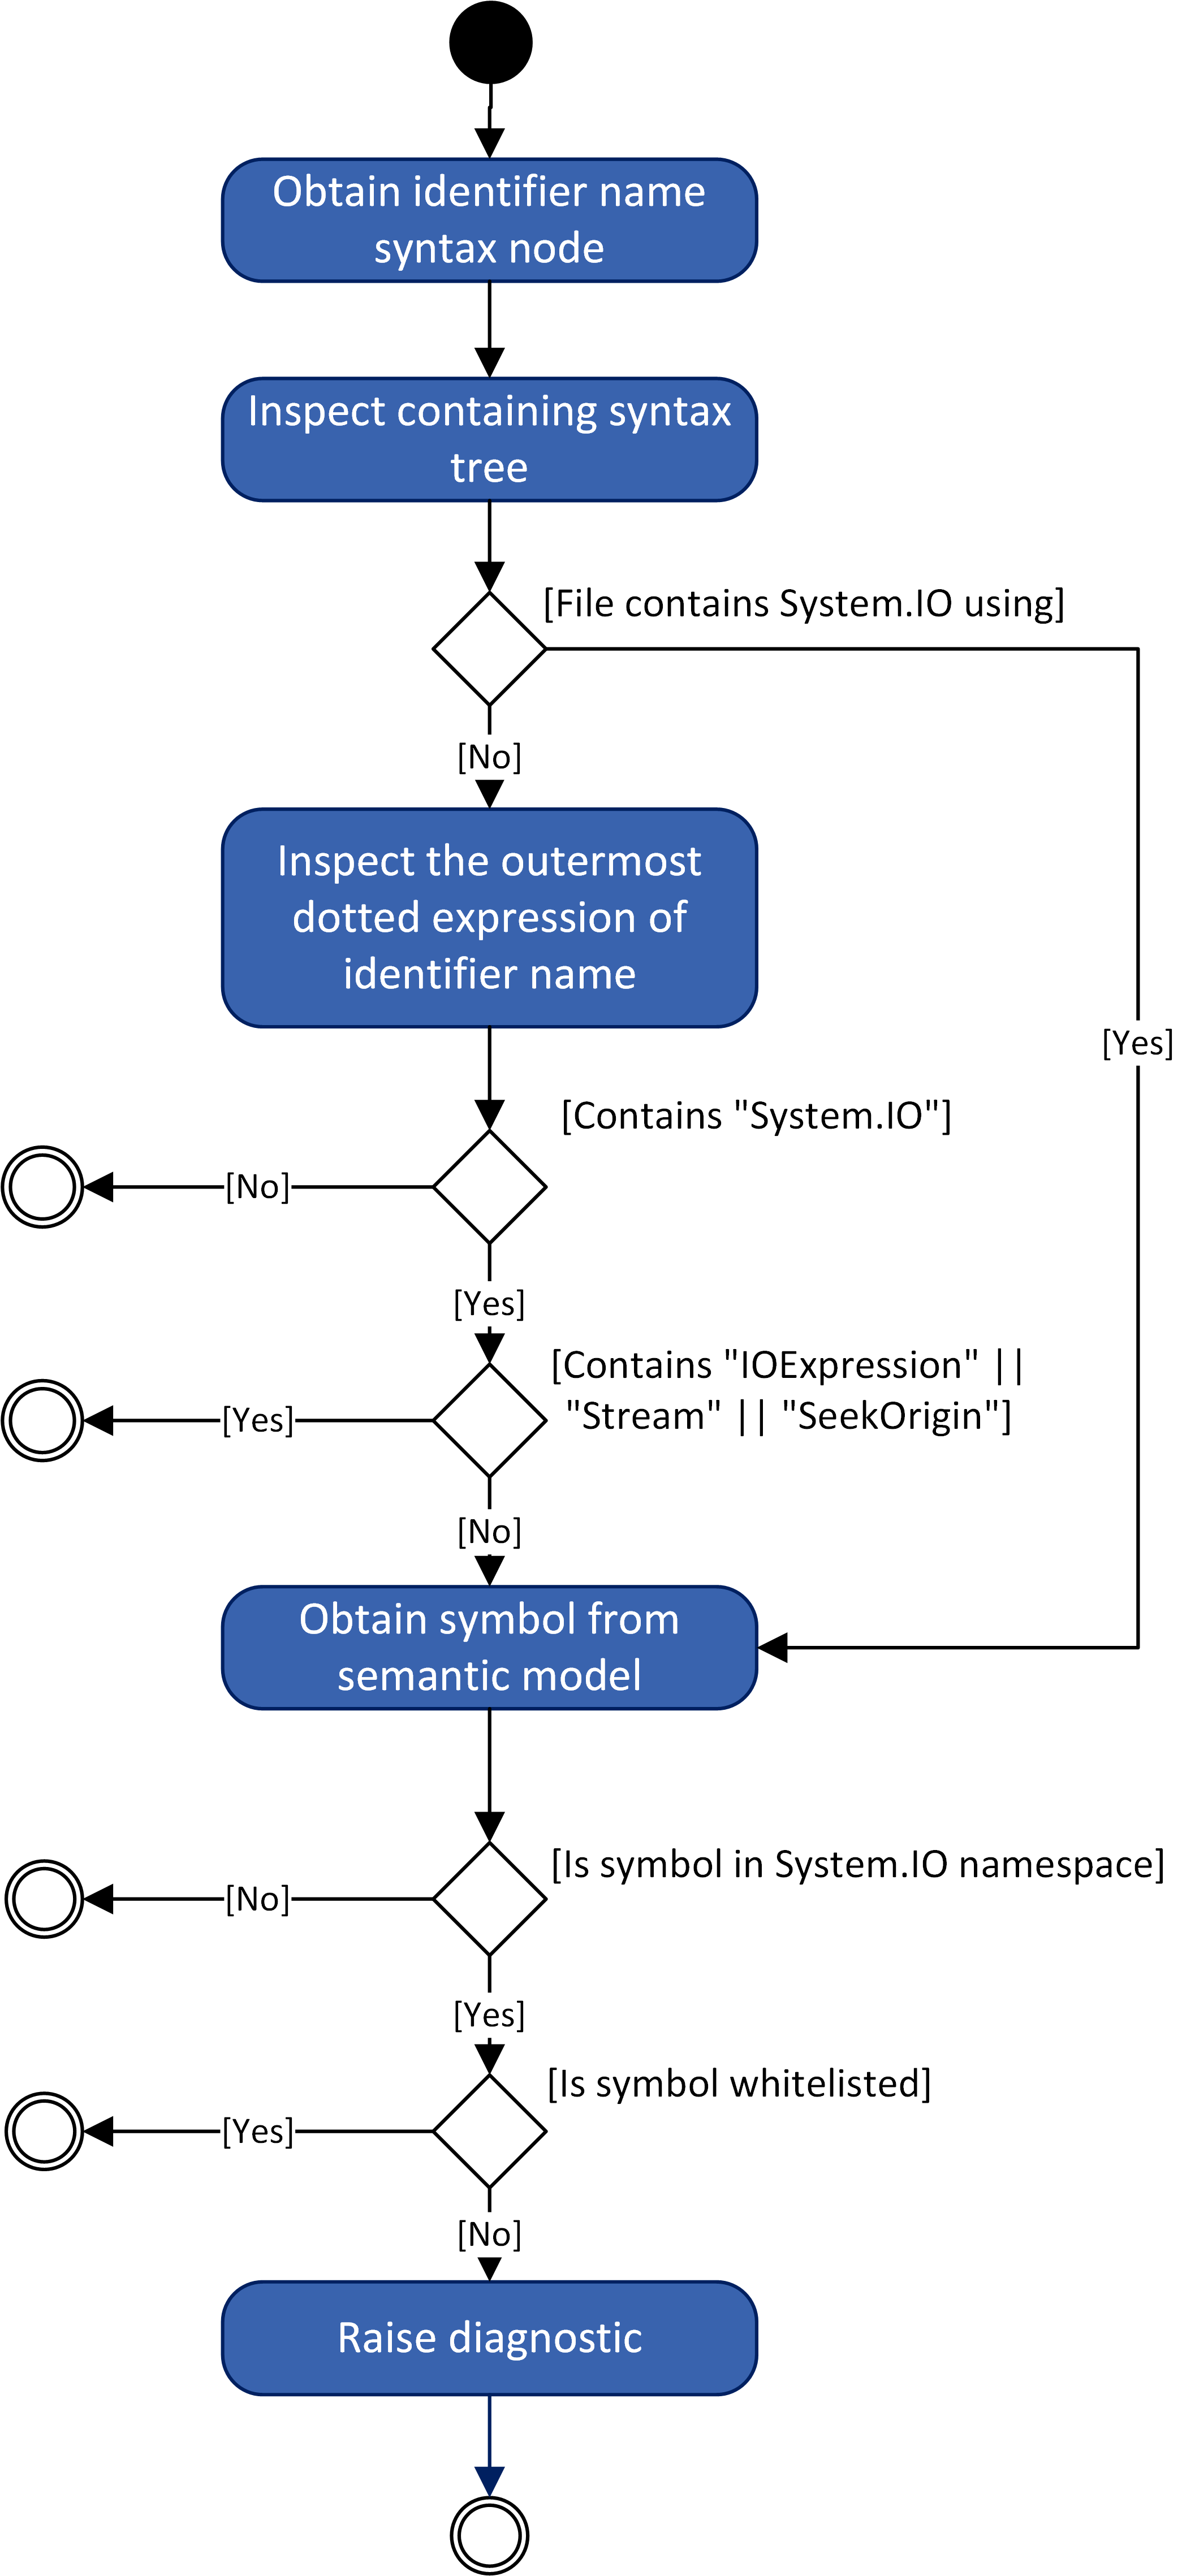 Obtain identifier name
syntax node
Inspect containing syntax
tree
[File contains System.IO using]
[No]
Inspect the outermost
dotted expression of
identifier name
[Yes]
[Contains "System.IO"]
[No]
[Yes]
[Contains "IOExpression" ||
"Stream" || "SeekOrigin"]
[Yes]
[No]
Obtain symbol from
semantic model
[Is symbol in System.IO namespace]
[No]
[Yes]
[Is symbol whitelisted]
[Yes]
[No]
Raise diagnostic